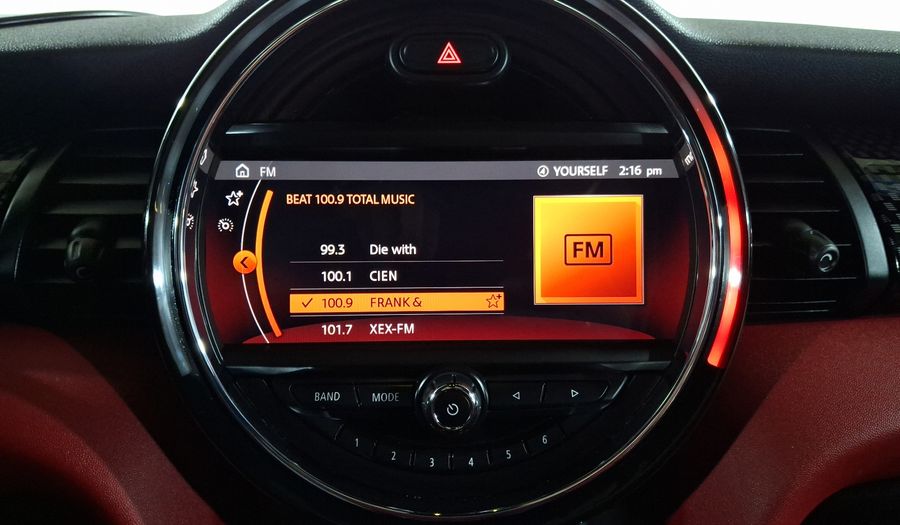 FM YOURSELF 2:16 pm
BEAT 100.9 TOTAL MUSIC
99.3 Die with
100.1 CIEN
100.9 FRANK &
101.7 XEX-FM
FM
BAND MODE
1 2 3 4 5 6